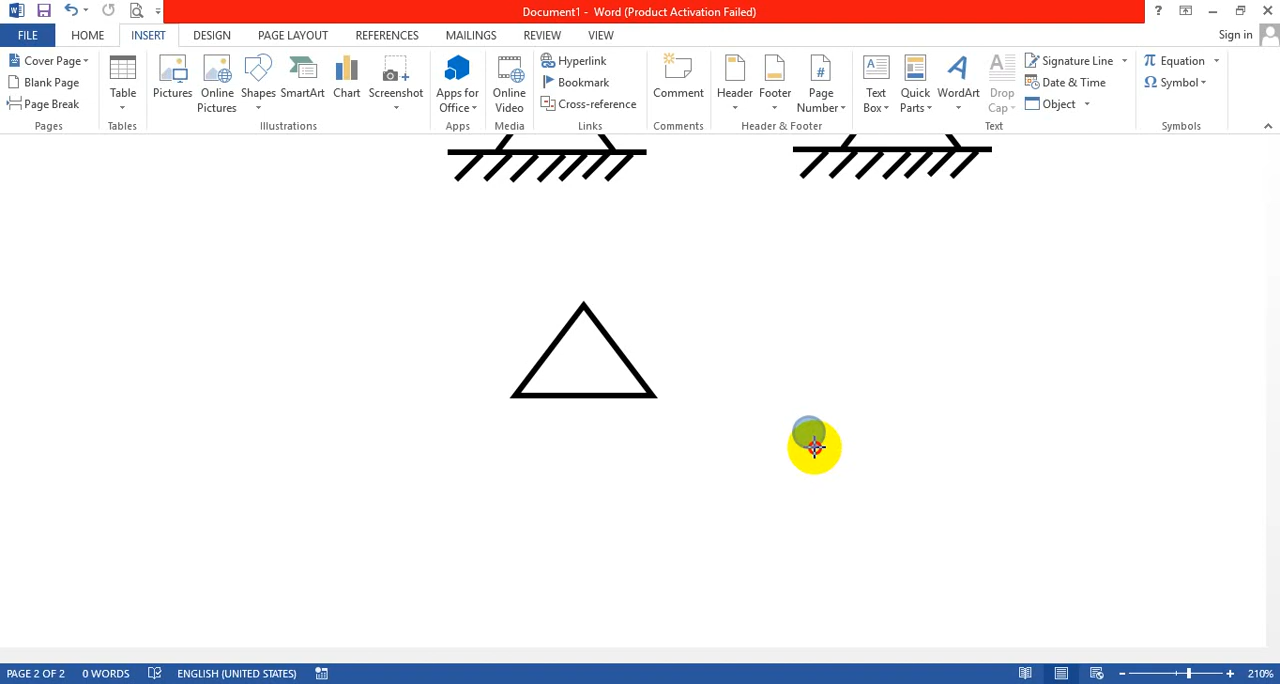 Document1 - Word (Product Activation Failed)
?
FILE HOME INSERT DESIGN PAGE LAYOUT REFERENCES MAILINGS REVIEW VIEW Sign in
Cover Page
Blank Page
Page Break
Pages
Table
Tables
Pictures
Online Pictures
Shapes
SmartArt
Chart
Screenshot
Illustrations
Apps for Office
Apps
Online Video
Media
Hyperlink
Bookmark
Cross-reference
Links
Comment
Comments
Header
Footer
Page Number
Header & Footer
Text Box
Quick Parts
WordArt
Drop Cap
Signature Line
Date & Time
Object
Text
π Equation
Ω Symbol
Symbols
PAGE 2 OF 2 0 WORDS ENGLISH (UNITED STATES) 210%